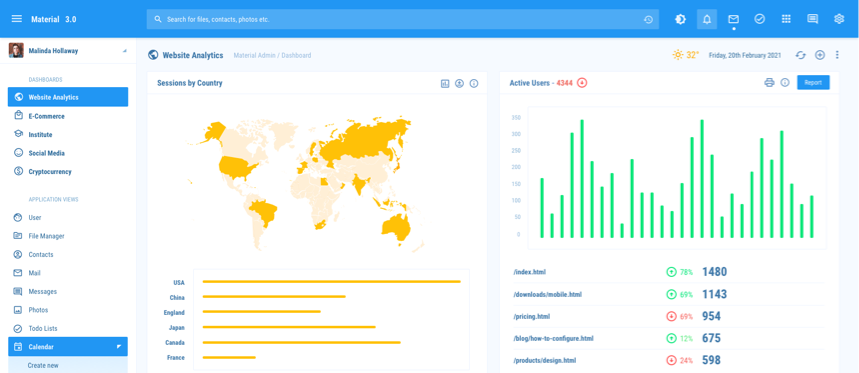 Material 3.0
Search for files, contacts, photos etc.
Malinda Hollaway
DASHBOARDS
Website Analytics
E-Commerce
Institute
Social Media
Cryptocurrency
APPLICATION VIEWS
User
File Manager
Contacts
Mail
Messages
Photos
Todo Lists
Calendar
Create new
Website Analytics
Material Admin / Dashboard
32°
Friday, 20th February 2021
Sessions by Country
USA
China
England
Japan
Canada
France
Active Users - 4344
Report
350
300
250
200
150
100
50
0
/index.html 78% 1480
/downloads/mobile.html 69% 1143
/pricing.html 69% 954
/blog/how-to-configure.html 12% 675
/products/design.html 24% 598